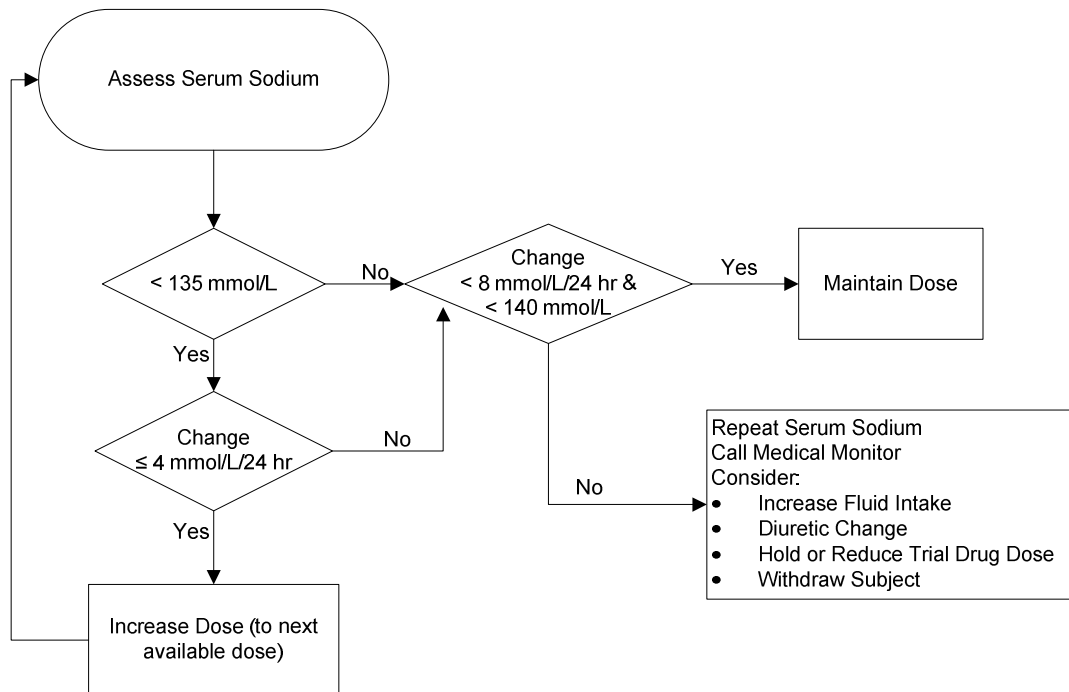 Assess Serum Sodium
< 135 mmol/L
No
Change
< 8 mmol/L/24 hr &
< 140 mmol/L
Yes
Maintain Dose
Yes
Change
≤ 4 mmol/L/24 hr
No
No
Repeat Serum Sodium
Call Medical Monitor
Consider:
• Increase Fluid Intake
• Diuretic Change
• Hold or Reduce Trial Drug Dose
• Withdraw Subject
Yes
Increase Dose (to next
available dose)